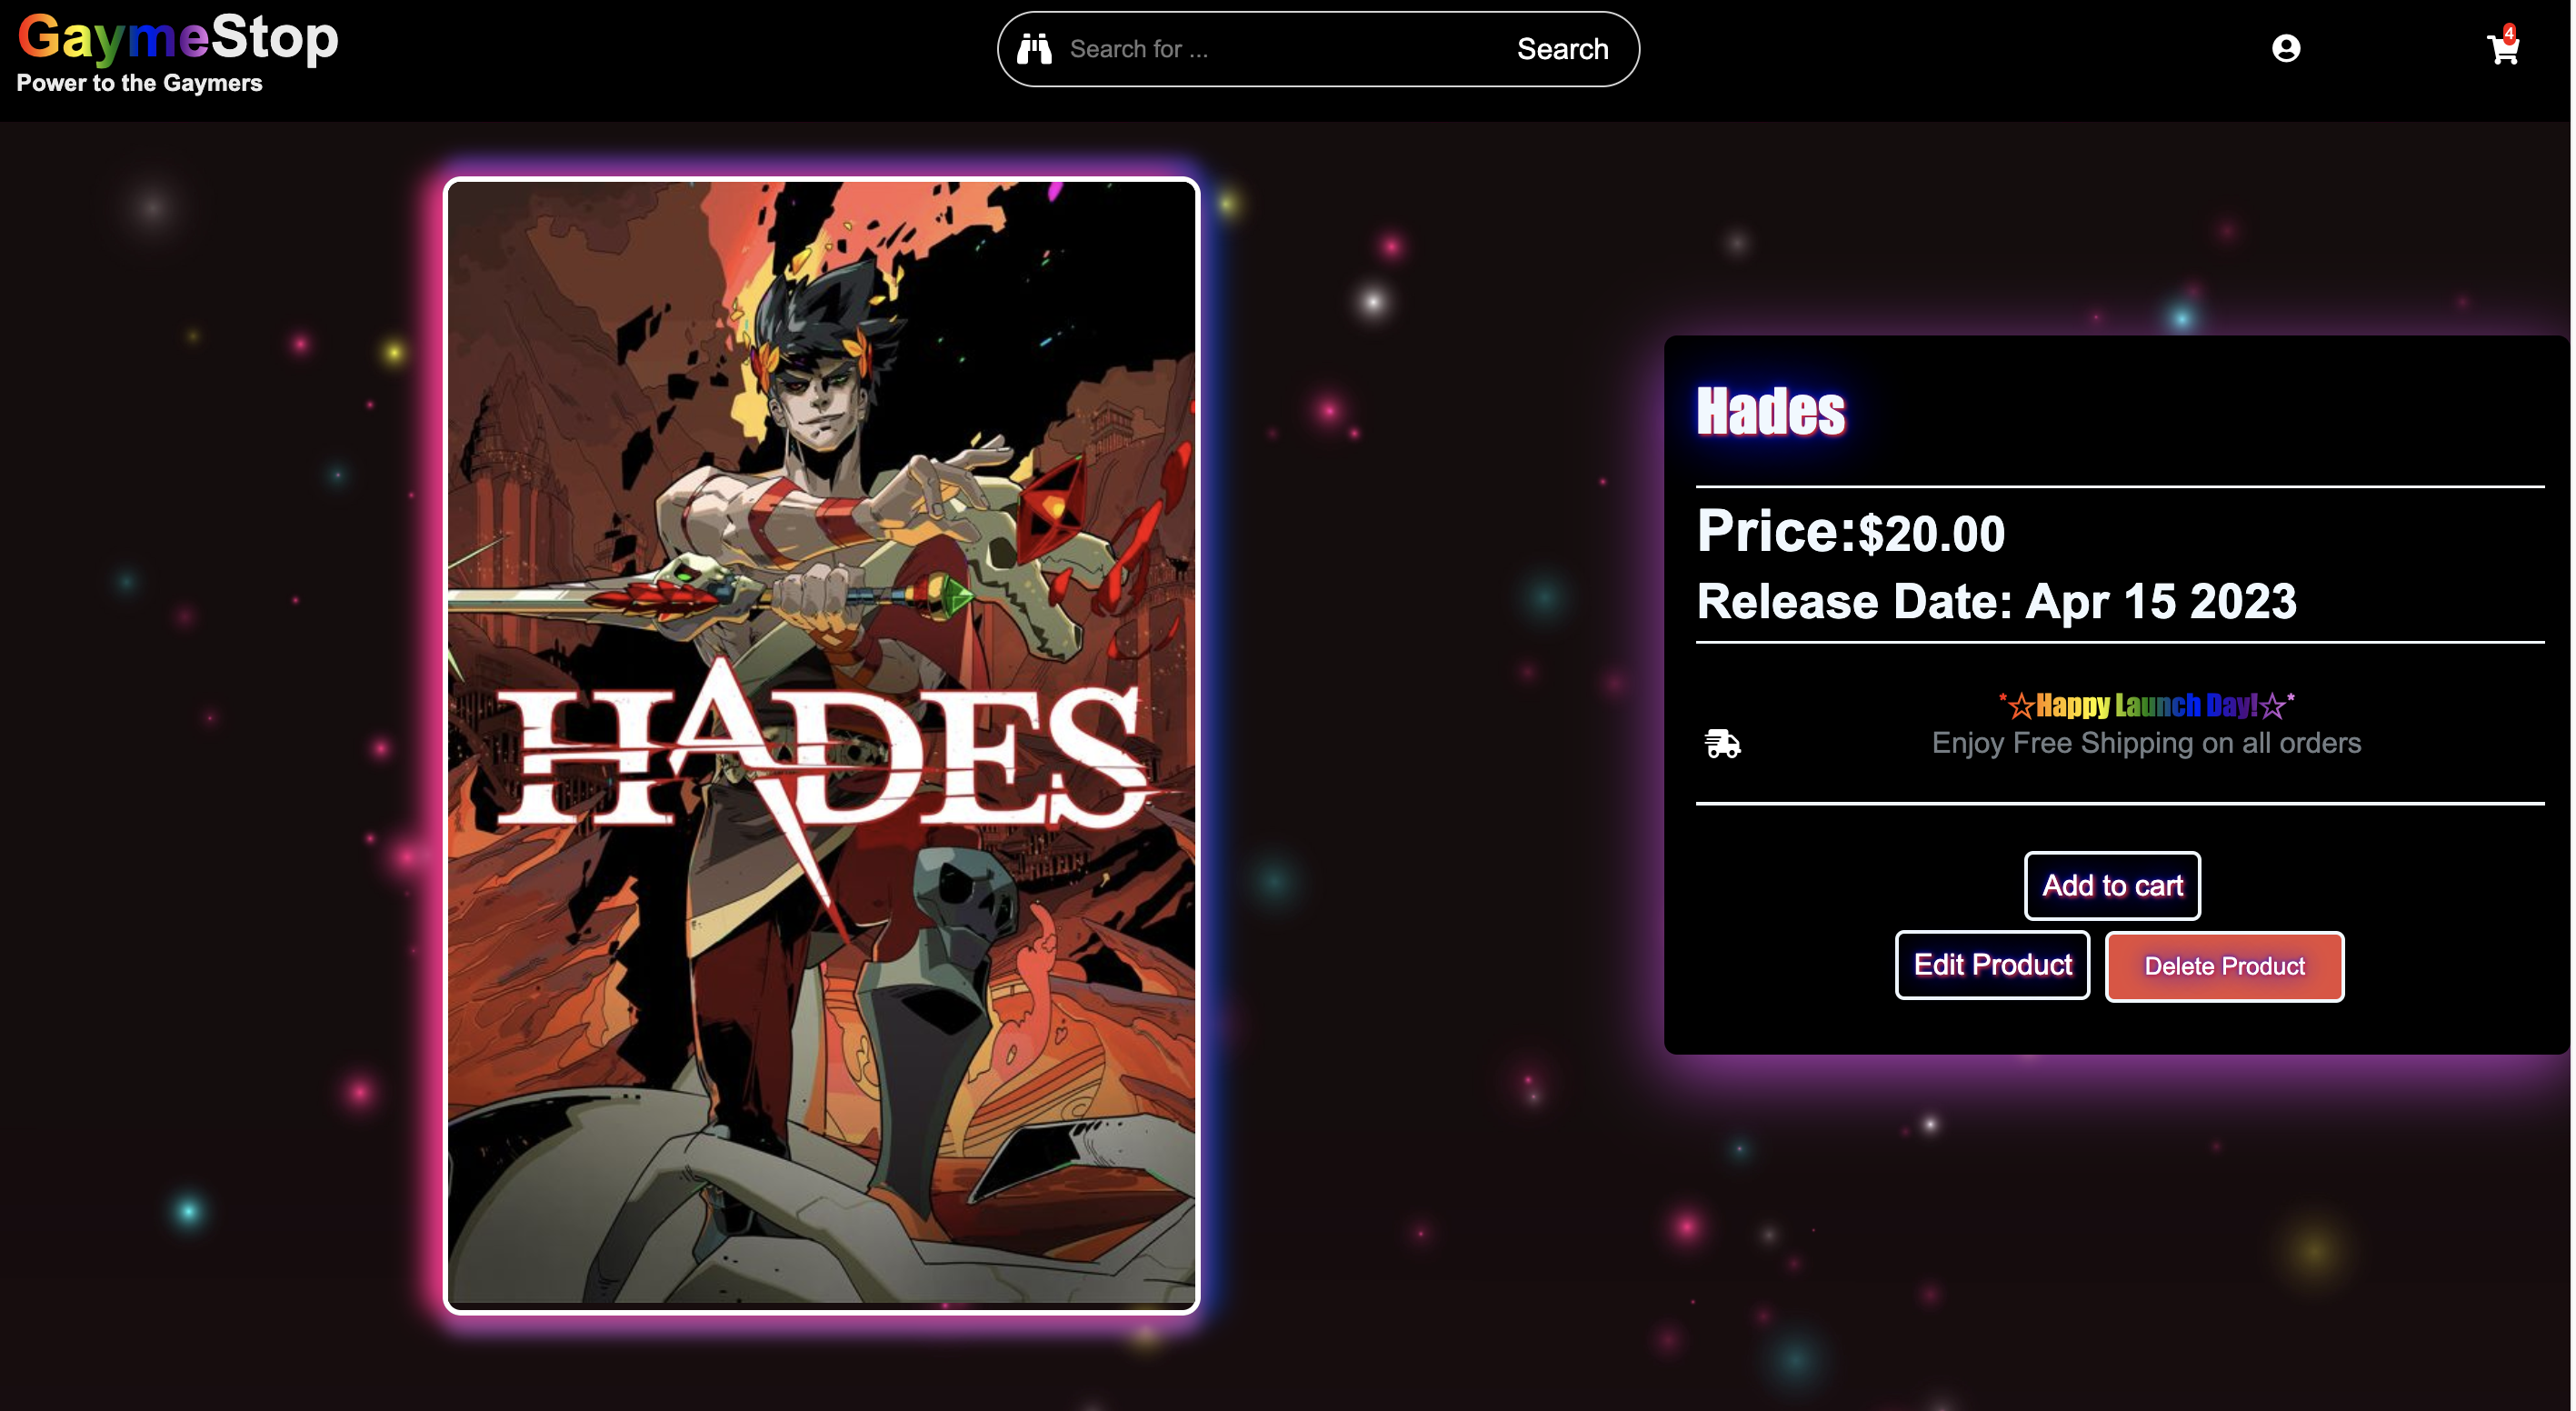 GaymeStop
Power to the Gaymers
Search for ...
Search
4
HADES
Hades
Price:$20.00
Release Date: Apr 15 2023
*☆Happy Launch Day!☆*
Enjoy Free Shipping on all orders
Add to cart
Edit Product
Delete Product